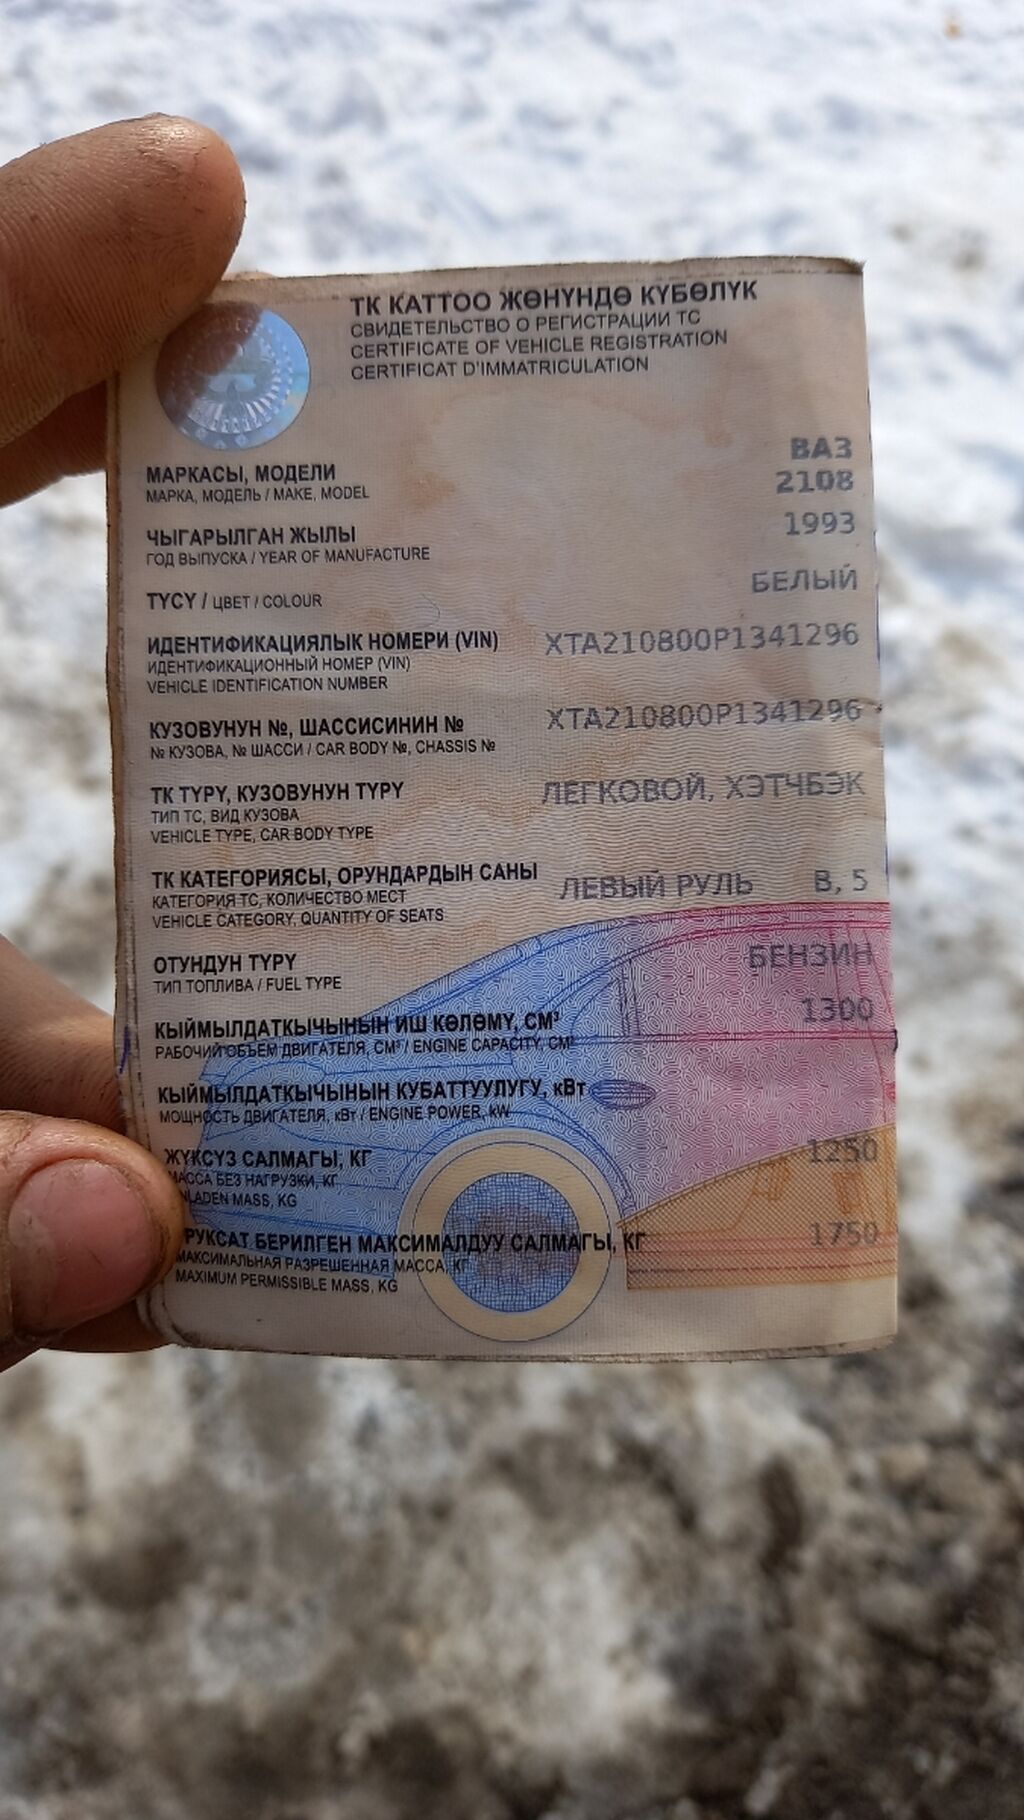 ТК КАТТОО ЖӨНҮНДӨ КҮБӨЛҮК
СВИДЕТЕЛЬСТВО О РЕГИСТРАЦИИ ТС
CERTIFICATE OF VEHICLE REGISTRATION
CERTIFICAT D'IMMATRICULATION
МАРКАСЫ, МОДЕЛИ
МАРКА, МОДЕЛЬ / MAKE, MODEL
ВАЗ
2108
ЧЫГАРЫЛГАН ЖЫЛЫ
ГОД ВЫПУСКА / YEAR OF MANUFACTURE
1993
ТҮСҮ / ЦВЕТ / COLOUR
БЕЛЫЙ
ИДЕНТИФИКАЦИЯЛЫК НОМЕРИ (VIN)
ИДЕНТИФИКАЦИОННЫЙ НОМЕР (VIN)
VEHICLE IDENTIFICATION NUMBER
XTA210800P1341296
КУЗОВУНУН №, ШАССИСИНИН №
№ КУЗОВА, № ШАССИ / CAR BODY №, CHASSIS №
XTA210800P1341296
ТК ТҮРҮ, КУЗОВУНУН ТҮРҮ
ТИП ТС, ВИД КУЗОВА
VEHICLE TYPE, CAR BODY TYPE
ЛЕГКОВОЙ, ХЭТЧБЭК
ТК КАТЕГОРИЯСЫ, ОРУНДАРДЫН САНЫ
КАТЕГОРИЯ ТС, КОЛИЧЕСТВО МЕСТ
VEHICLE CATEGORY, QUANTITY OF SEATS
ЛЕВЫЙ РУЛЬ B, 5
ОТУНДУН ТҮРҮ
ТИП ТОПЛИВА / FUEL TYPE
БЕНЗИН
КЫЙМЫЛДАТКЫЧЫНЫН ИШ КӨЛӨМҮ, СМ³
РАБОЧИЙ ОБЪЕМ ДВИГАТЕЛЯ, СМ³ / ENGINE CAPACITY, CM³
1300
КЫЙМЫЛДАТКЫЧЫНЫН КУБАТТУУЛУГУ, кВт
МОЩНОСТЬ ДВИГАТЕЛЯ, кВт / ENGINE POWER, kW
ЖҮКСҮЗ САЛМАГЫ, КГ
МАССА БЕЗ НАГРУЗКИ, КГ
NLADEN MASS, KG
1250
РУКСАТ БЕРИЛГЕН МАКСИМАЛДУУ САЛМАГЫ, КГ
МАКСИМАЛЬНАЯ РАЗРЕШЕННАЯ МАССА, КГ
MAXIMUM PERMISSIBLE MASS, KG
1750